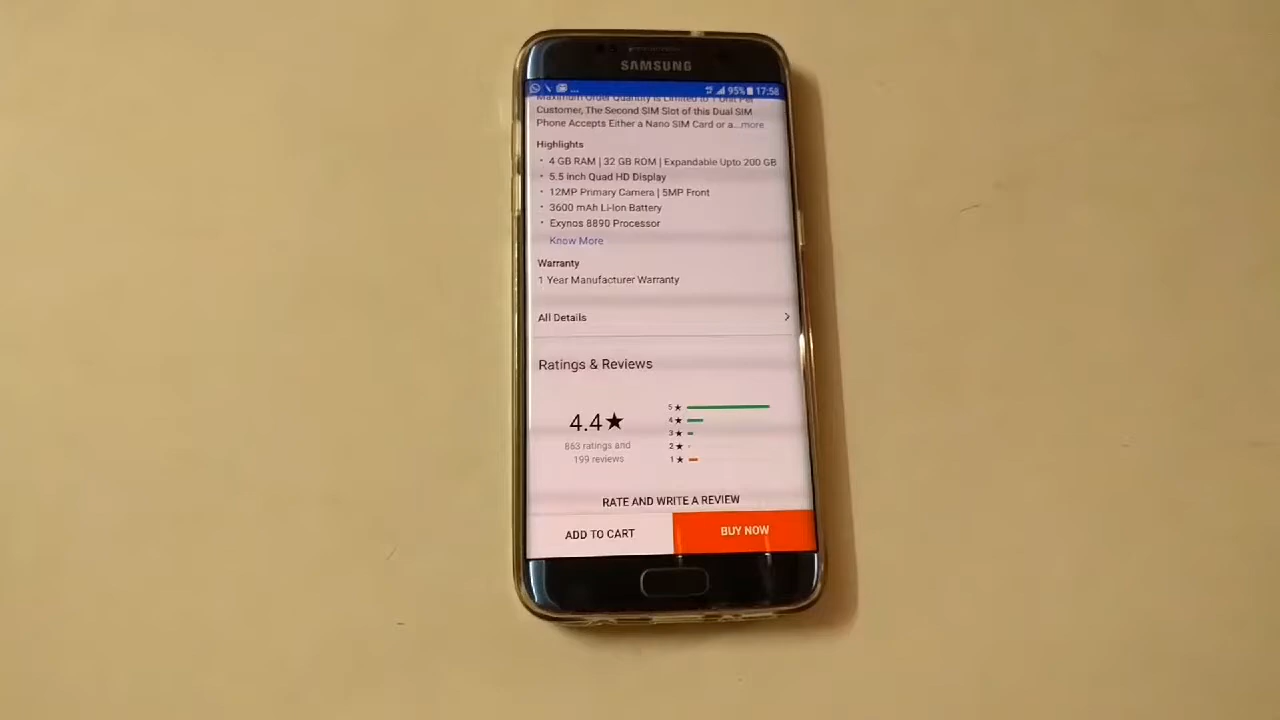 SAMSUNG
95% 17:58
Maximum Order Quantity is Limited to 1 Unit Per
Customer, The Second SIM Slot of this Dual SIM
Phone Accepts Either a Nano SIM Card or a...more
Highlights
• 4 GB RAM | 32 GB ROM | Expandable Upto 200 GB
• 5.5 inch Quad HD Display
• 12MP Primary Camera | 5MP Front
• 3600 mAh Li-Ion Battery
• Exynos 8890 Processor
Know More
Warranty
1 Year Manufacturer Warranty
All Details >
Ratings & Reviews
4.4★
863 ratings and
199 reviews
5★
4★
3★
2★
1★
RATE AND WRITE A REVIEW
ADD TO CART
BUY NOW